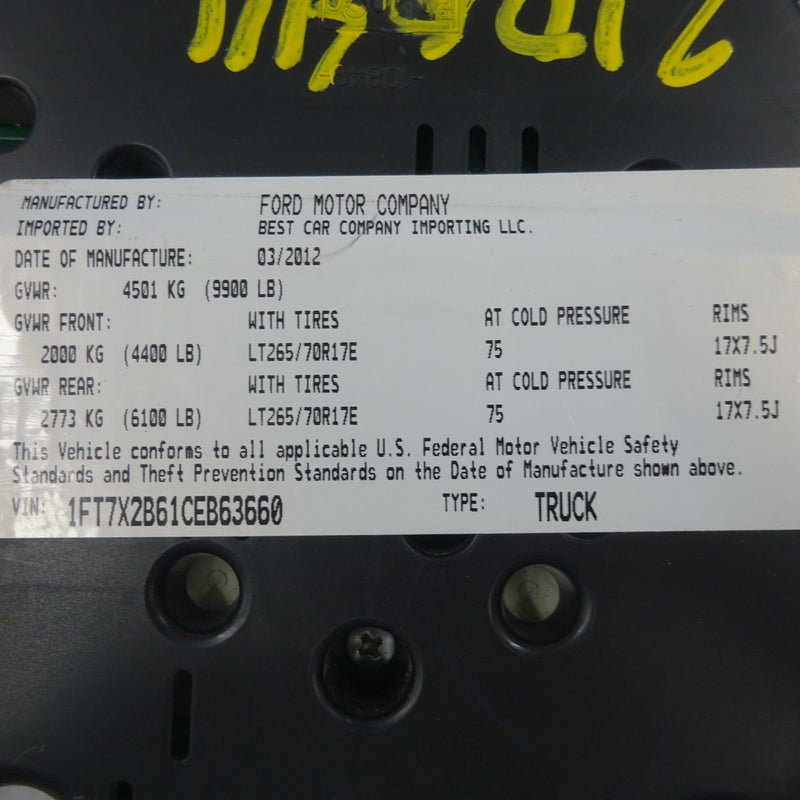 -10849-
MANUFACTURED BY: FORD MOTOR COMPANY
IMPORTED BY: BEST CAR COMPANY IMPORTING LLC.
DATE OF MANUFACTURE: 03/2012
GVWR: 4501 KG (9900 LB)
GVWR FRONT: WITH TIRES AT COLD PRESSURE RIMS
2000 KG (4400 LB) LT265/70R17E 75 17X7.5J
GVWR REAR: WITH TIRES AT COLD PRESSURE RIMS
2773 KG (6100 LB) LT265/70R17E 75 17X7.5J
This Vehicle conforms to all applicable U.S. Federal Motor Vehicle Safety
Standards and Theft Prevention Standards on the Date of Manufacture shown above.
VIN: 1FT7X2B61CEB63660 TYPE: TRUCK